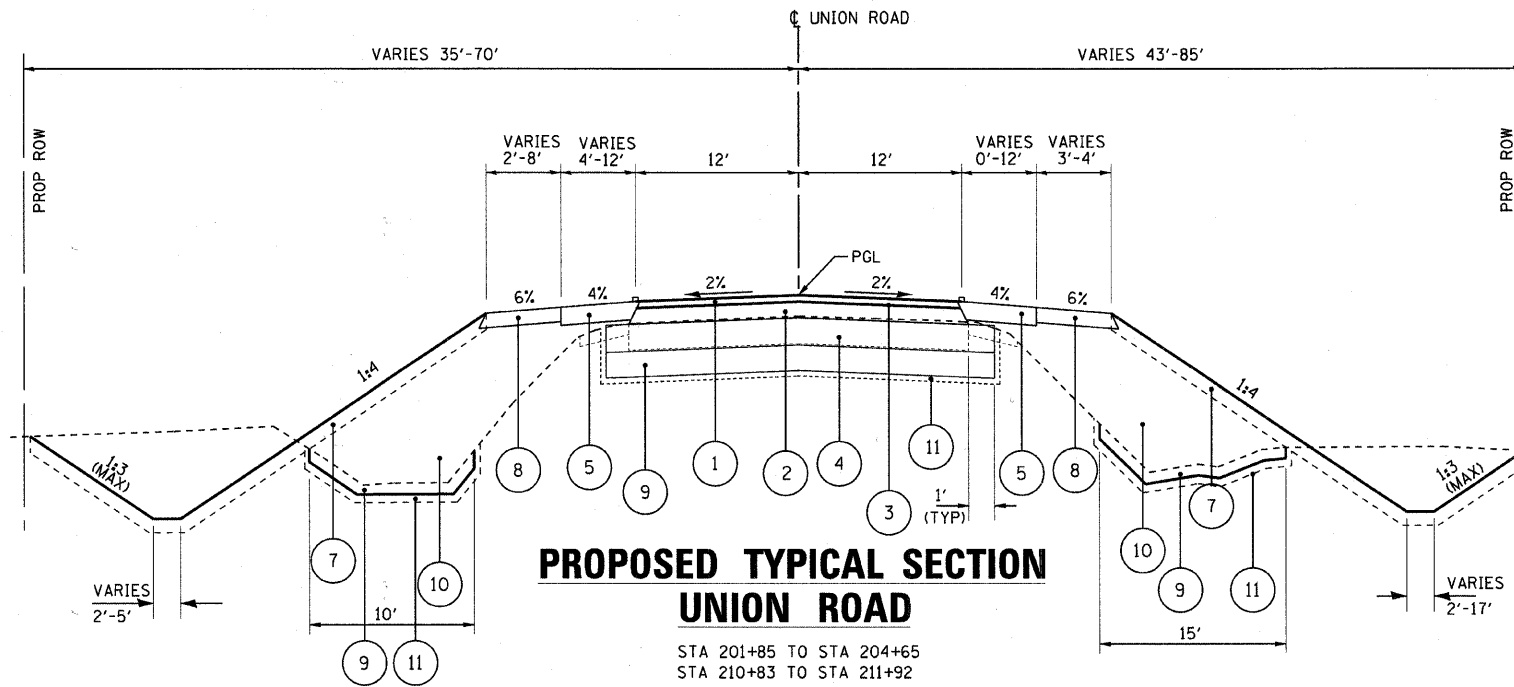 ℄ UNION ROAD
VARIES 35'-70'
VARIES 43'-85'
PROP ROW
PROP ROW
VARIES
2'-8'
VARIES
4'-12'
12'
12'
VARIES
0'-12'
VARIES
3'-4'
PGL
6%
4%
2%
2%
4%
6%
1:4
1:4
1:3
(MAX)
1:3
(MAX)
8
5
9
1
2
4
11
3
1'
(TYP)
5
8
7
10
10
9
7
11
VARIES
2'-5'
10'
9
11
VARIES
2'-17'
15'
PROPOSED TYPICAL SECTION
UNION ROAD
STA 201+85 TO STA 204+65
STA 210+83 TO STA 211+92